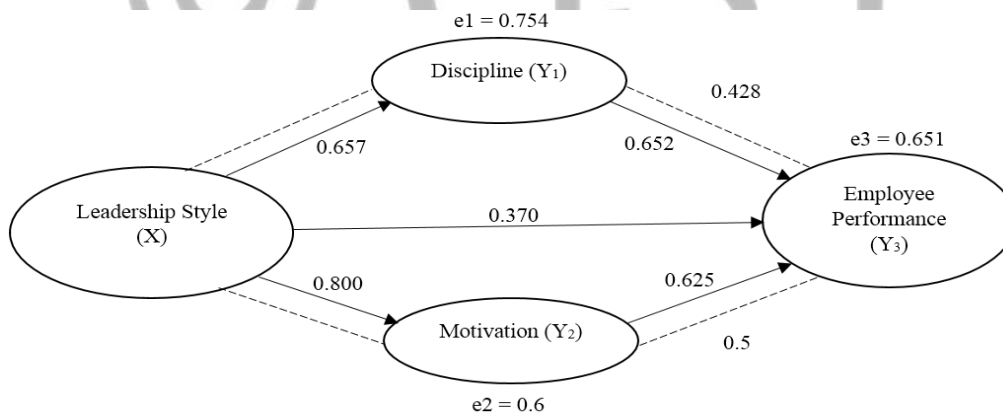 e1 = 0.754
Discipline (Y₁)
0.428
0.657
0.652
e3 = 0.651
Leadership Style
(X)
0.370
Employee
Performance
(Y₃)
0.800
0.625
Motivation (Y₂)
0.5
e2 = 0.6